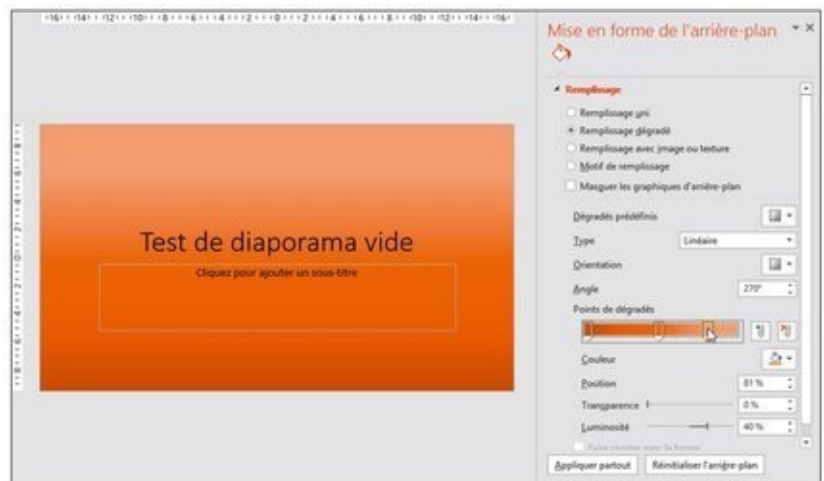 Mise en forme de l'arrière-plan
Remplissage
Remplissage uni
Remplissage dégradé
Remplissage avec image ou texture
Motif de remplissage
Masquer les graphiques d'arrière-plan
Dégradés prédéfinis
Type Linéaire
Orientation
Angle 270°
Points de dégradés
Couleur
Position 81 %
Transparence 0 %
Luminosité 40 %
Appliquer partout Réinitialiser l'arrière-plan
Test de diaporama vide
Cliquez pour ajouter un sous-titre